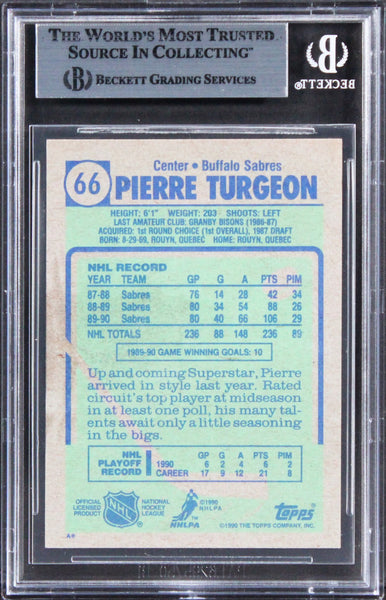 THE WORLD'S MOST TRUSTED
SOURCE IN COLLECTING™
BECKETT GRADING SERVICES
BECKETT
66
Center • Buffalo Sabres
PIERRE TURGEON
HEIGHT: 6'1" WEIGHT: 203 SHOOTS: LEFT
LAST AMATEUR CLUB: GRANBY BISONS (1986-87)
ACQUIRED: 1ST ROUND CHOICE (1ST OVERALL), 1987 DRAFT
BORN: 8-29-69, ROUYN, QUEBEC HOME: ROUYN, QUEBEC
NHL RECORD
YEAR TEAM GP G A PTS PIM
87-88 Sabres 76 14 28 42 34
88-89 Sabres 80 34 54 88 26
89-90 Sabres 80 40 66 106 29
NHL TOTALS 236 88 148 236 89
1989-90 GAME WINNING GOALS: 10
Up and coming Superstar, Pierre
arrived in style last year. Rated
circuit's top player at midseason
in at least one poll, his many tal-
ents await only a little seasoning
in the bigs.
NHL PLAYOFF RECORD GP G A PTS PIM
1990 6 2 4 6 2
CAREER 17 9 12 21 8
OFFICIAL LICENSED PRODUCT
NHL
NATIONAL HOCKEY LEAGUE
©1990 NHLPA
NHLPA
Topps
©1990 THE TOPPS COMPANY, INC.
A*